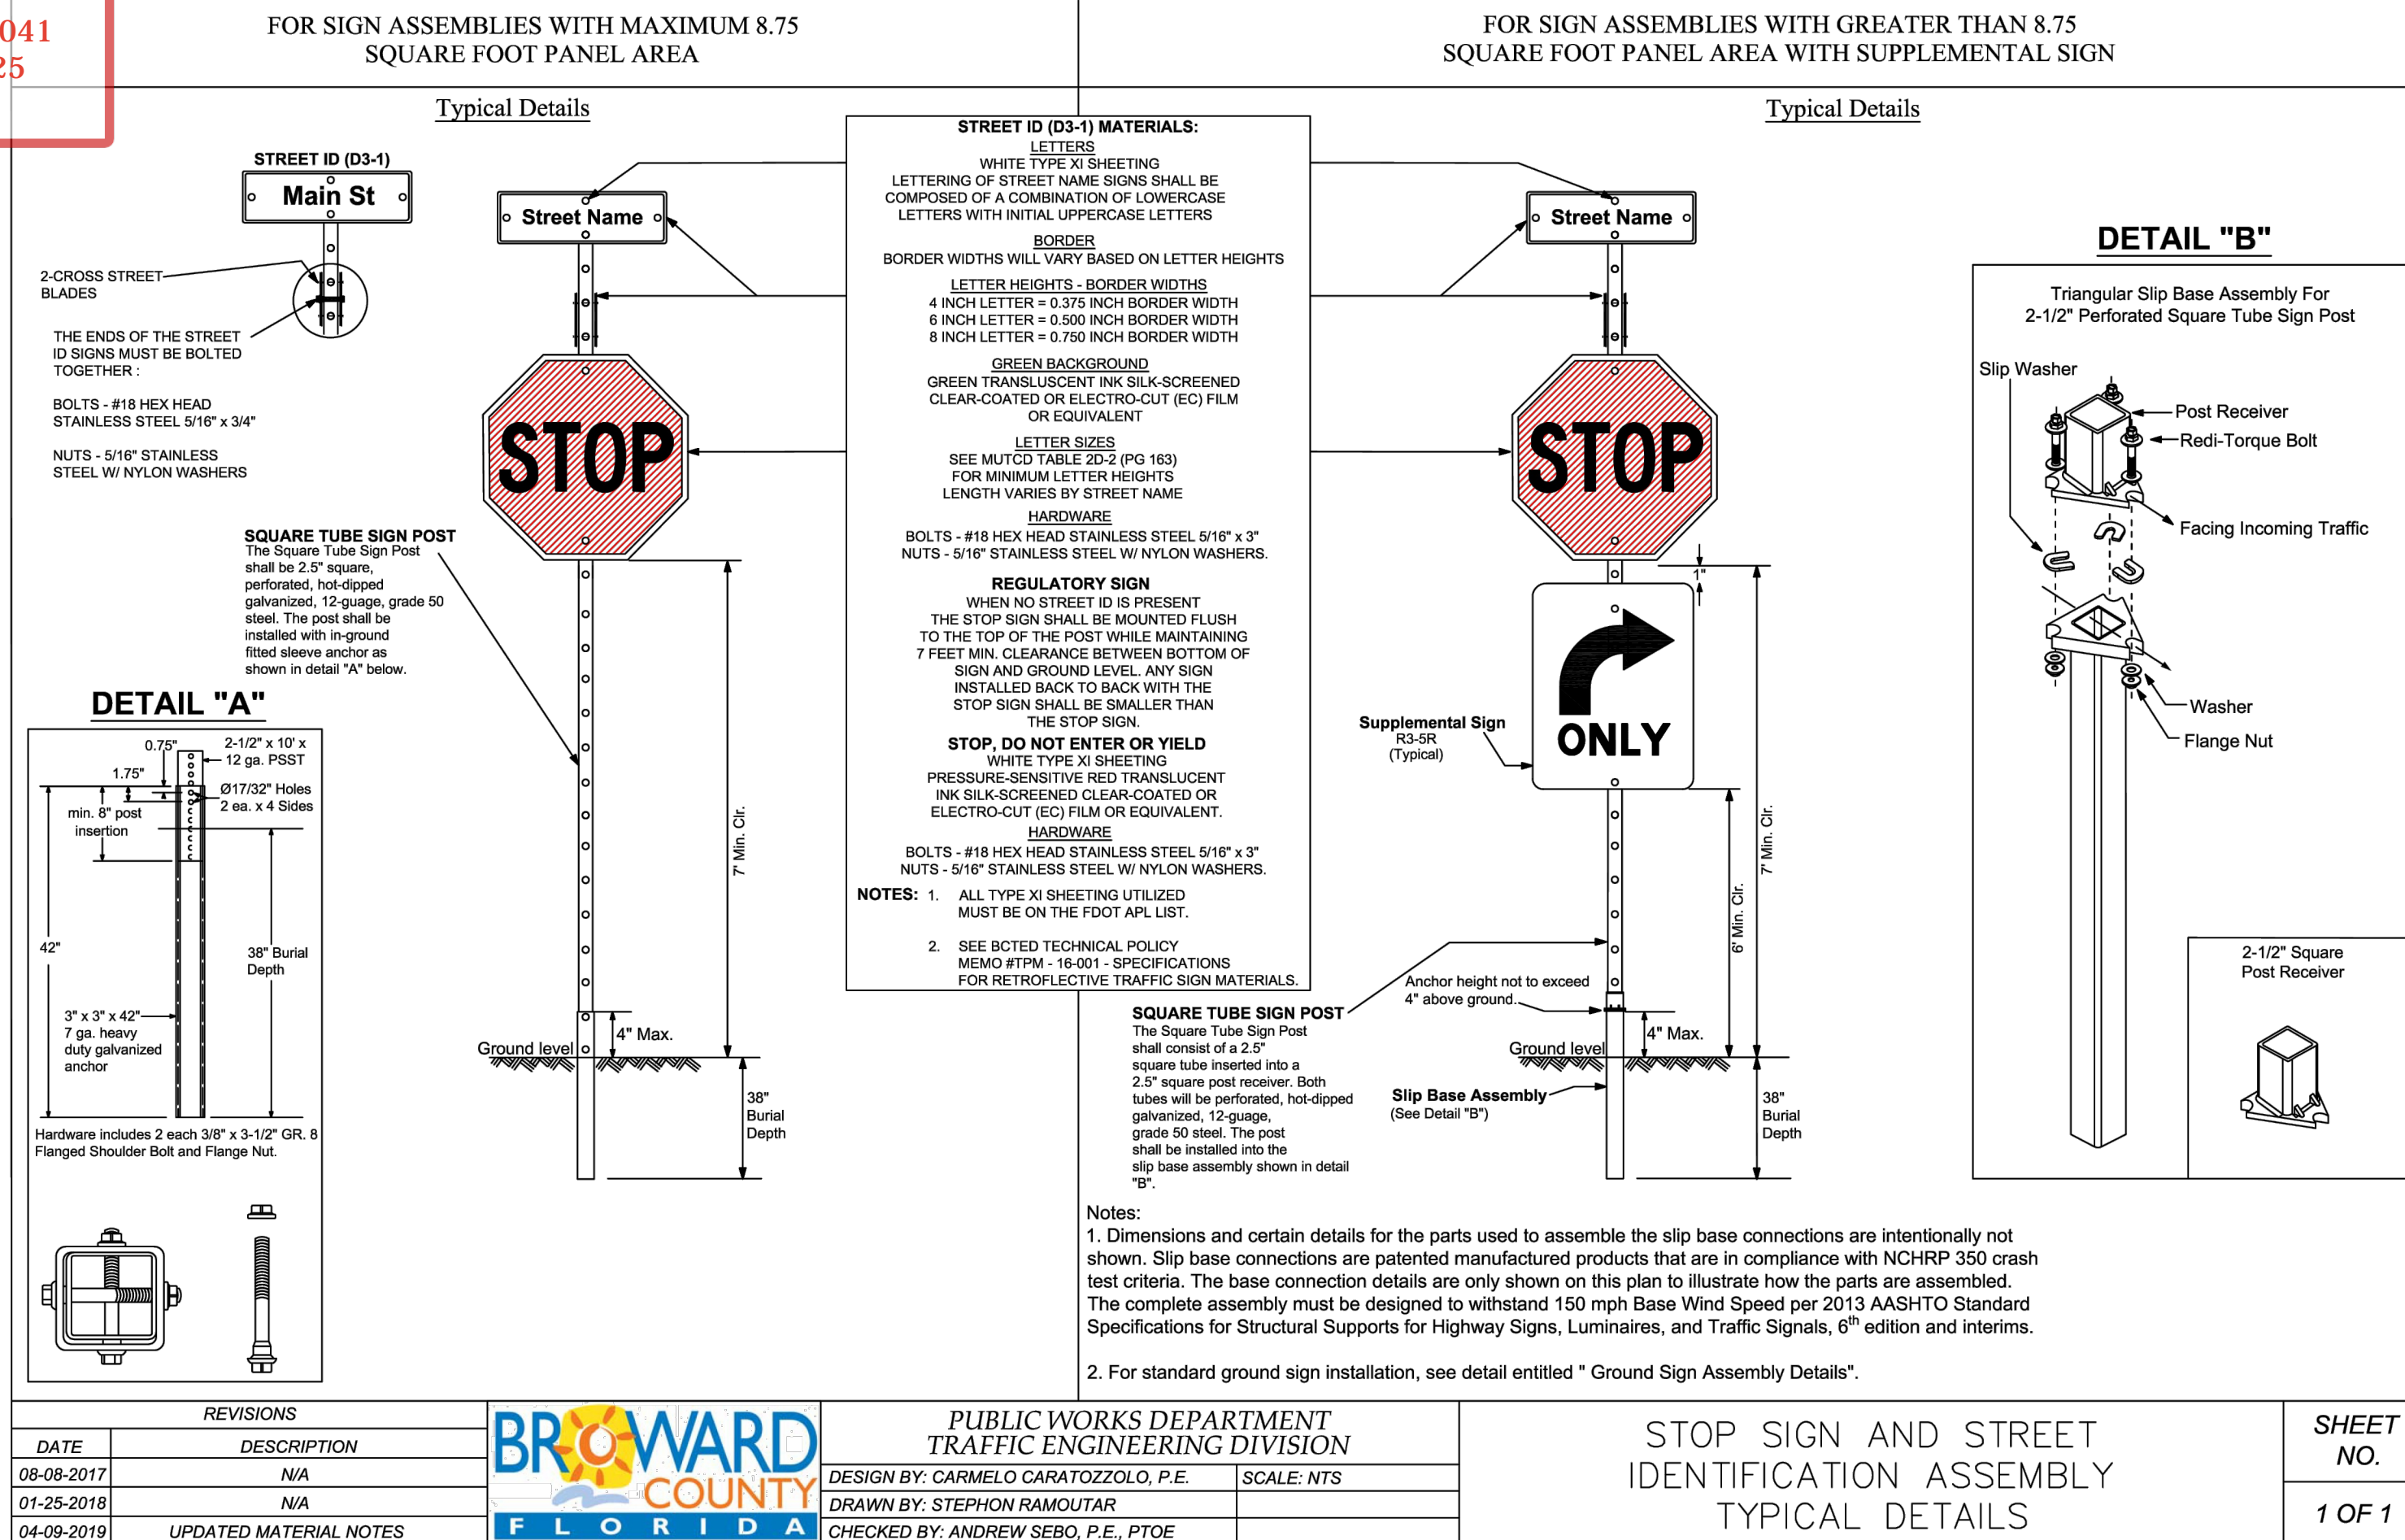 041
25
FOR SIGN ASSEMBLIES WITH MAXIMUM 8.75
SQUARE FOOT PANEL AREA
FOR SIGN ASSEMBLIES WITH GREATER THAN 8.75
SQUARE FOOT PANEL AREA WITH SUPPLEMENTAL SIGN
Typical Details
Typical Details
STREET ID (D3-1)
Main St
2-CROSS STREET
BLADES
THE ENDS OF THE STREET
ID SIGNS MUST BE BOLTED
TOGETHER :
BOLTS - #18 HEX HEAD
STAINLESS STEEL 5/16" x 3/4"
NUTS - 5/16" STAINLESS
STEEL W/ NYLON WASHERS
Street Name
STOP
SQUARE TUBE SIGN POST
The Square Tube Sign Post
shall be 2.5" square,
perforated, hot-dipped
galvanized, 12-guage, grade 50
steel. The post shall be
installed with in-ground
fitted sleeve anchor as
shown in detail "A" below.
7' Min. Clr.
4" Max.
Ground level
38"
Burial
Depth
DETAIL "A"
0.75"
2-1/2" x 10' x
12 ga. PSST
1.75"
Ø17/32" Holes
2 ea. x 4 Sides
min. 8" post
insertion
42"
38" Burial
Depth
3" x 3" x 42"
7 ga. heavy
duty galvanized
anchor
Hardware includes 2 each 3/8" x 3-1/2" GR. 8
Flanged Shoulder Bolt and Flange Nut.
STREET ID (D3-1) MATERIALS:
LETTERS
WHITE TYPE XI SHEETING
LETTERING OF STREET NAME SIGNS SHALL BE
COMPOSED OF A COMBINATION OF LOWERCASE
LETTERS WITH INITIAL UPPERCASE LETTERS
BORDER
BORDER WIDTHS WILL VARY BASED ON LETTER HEIGHTS
LETTER HEIGHTS - BORDER WIDTHS
4 INCH LETTER = 0.375 INCH BORDER WIDTH
6 INCH LETTER = 0.500 INCH BORDER WIDTH
8 INCH LETTER = 0.750 INCH BORDER WIDTH
GREEN BACKGROUND
GREEN TRANSLUSCENT INK SILK-SCREENED
CLEAR-COATED OR ELECTRO-CUT (EC) FILM
OR EQUIVALENT
LETTER SIZES
SEE MUTCD TABLE 2D-2 (PG 163)
FOR MINIMUM LETTER HEIGHTS
LENGTH VARIES BY STREET NAME
HARDWARE
BOLTS - #18 HEX HEAD STAINLESS STEEL 5/16" x 3"
NUTS - 5/16" STAINLESS STEEL W/ NYLON WASHERS.
REGULATORY SIGN
WHEN NO STREET ID IS PRESENT
THE STOP SIGN SHALL BE MOUNTED FLUSH
TO THE TOP OF THE POST WHILE MAINTAINING
7 FEET MIN. CLEARANCE BETWEEN BOTTOM OF
SIGN AND GROUND LEVEL. ANY SIGN
INSTALLED BACK TO BACK WITH THE
STOP SIGN SHALL BE SMALLER THAN
THE STOP SIGN.
STOP, DO NOT ENTER OR YIELD
WHITE TYPE XI SHEETING
PRESSURE-SENSITIVE RED TRANSLUCENT
INK SILK-SCREENED CLEAR-COATED OR
ELECTRO-CUT (EC) FILM OR EQUIVALENT.
HARDWARE
BOLTS - #18 HEX HEAD STAINLESS STEEL 5/16" x 3"
NUTS - 5/16" STAINLESS STEEL W/ NYLON WASHERS.
NOTES: 1. ALL TYPE XI SHEETING UTILIZED
MUST BE ON THE FDOT APL LIST.
2. SEE BCTED TECHNICAL POLICY
MEMO #TPM - 16-001 - SPECIFICATIONS
FOR RETROFLECTIVE TRAFFIC SIGN MATERIALS.
Street Name
STOP
1"
ONLY
Supplemental Sign
R3-5R
(Typical)
7' Min. Clr.
6' Min. Clr.
Anchor height not to exceed
4" above ground.
4" Max.
Ground level
Slip Base Assembly
(See Detail "B")
38"
Burial
Depth
SQUARE TUBE SIGN POST
The Square Tube Sign Post
shall consist of a 2.5"
square tube inserted into a
2.5" square post receiver. Both
tubes will be perforated, hot-dipped
galvanized, 12-guage,
grade 50 steel. The post
shall be installed into the
slip base assembly shown in detail
"B".
DETAIL "B"
Triangular Slip Base Assembly For
2-1/2" Perforated Square Tube Sign Post
Slip Washer
Post Receiver
Redi-Torque Bolt
Facing Incoming Traffic
Washer
Flange Nut
2-1/2" Square
Post Receiver
Notes:
1. Dimensions and certain details for the parts used to assemble the slip base connections are intentionally not
shown. Slip base connections are patented manufactured products that are in compliance with NCHRP 350 crash
test criteria. The base connection details are only shown on this plan to illustrate how the parts are assembled.
The complete assembly must be designed to withstand 150 mph Base Wind Speed per 2013 AASHTO Standard
Specifications for Structural Supports for Highway Signs, Luminaires, and Traffic Signals, 6th edition and interims.
2. For standard ground sign installation, see detail entitled " Ground Sign Assembly Details".
REVISIONS
DATE DESCRIPTION
08-08-2017 N/A
01-25-2018 N/A
04-09-2019 UPDATED MATERIAL NOTES
BROWARD
COUNTY
FLORIDA
PUBLIC WORKS DEPARTMENT
TRAFFIC ENGINEERING DIVISION
DESIGN BY: CARMELO CARATOZZOLO, P.E. SCALE: NTS
DRAWN BY: STEPHON RAMOUTAR
CHECKED BY: ANDREW SEBO, P.E., PTOE
STOP SIGN AND STREET
IDENTIFICATION ASSEMBLY
TYPICAL DETAILS
SHEET
NO.
1 OF 1